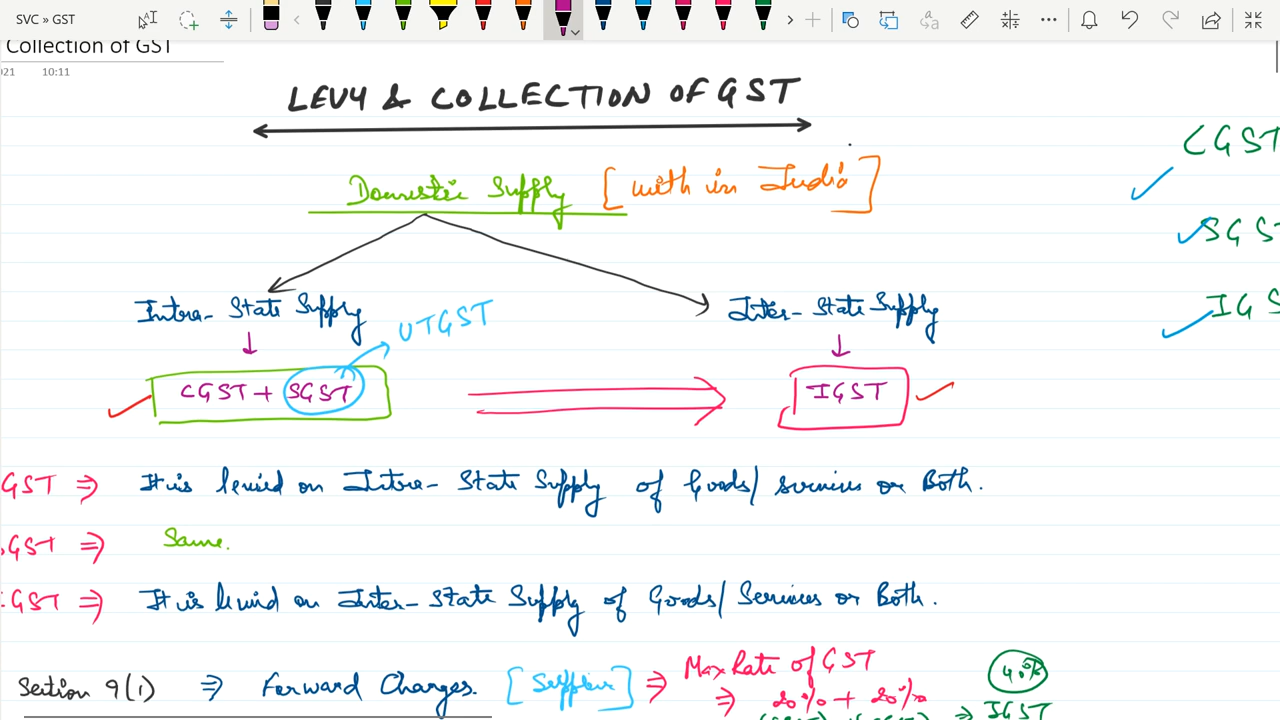 SVC » GST
Collection of GST
021 10:11
LEVY & COLLECTION OF GST
Domestic Supply [with in India]
CGST
SGS
IGS
Intra-State Supply
Inter-State Supply
UTGST
CGST + SGST
IGST
GST ⇒ It is levied on Intra-State Supply of Goods/ services or Both.
GST ⇒ Same.
GST ⇒ It is levied on Inter-State Supply of Goods/ Services or Both.
Section 9(1) ⇒ Forward Charges. [Supplier] ⇒ Max Rate of GST
40%
⇒ 20% + 20%
⇒ IGST